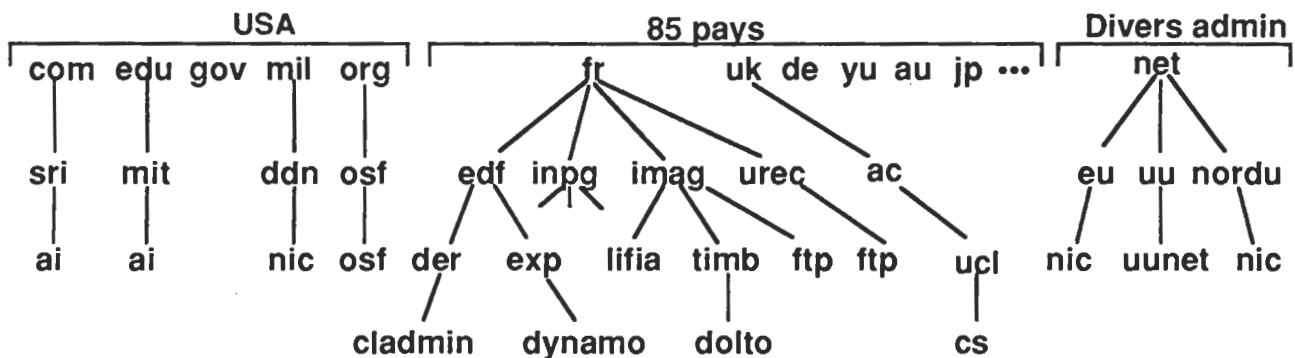 USA 85 pays Divers admin
com edu gov mil org fr uk de yu au jp ••• net
sri mit ddn osf edf inpg imag urec ac eu uu nordu
ai ai nic osf der exp lifia timb ftp ftp ucl nic uunet nic
cladmin dynamo dolto cs